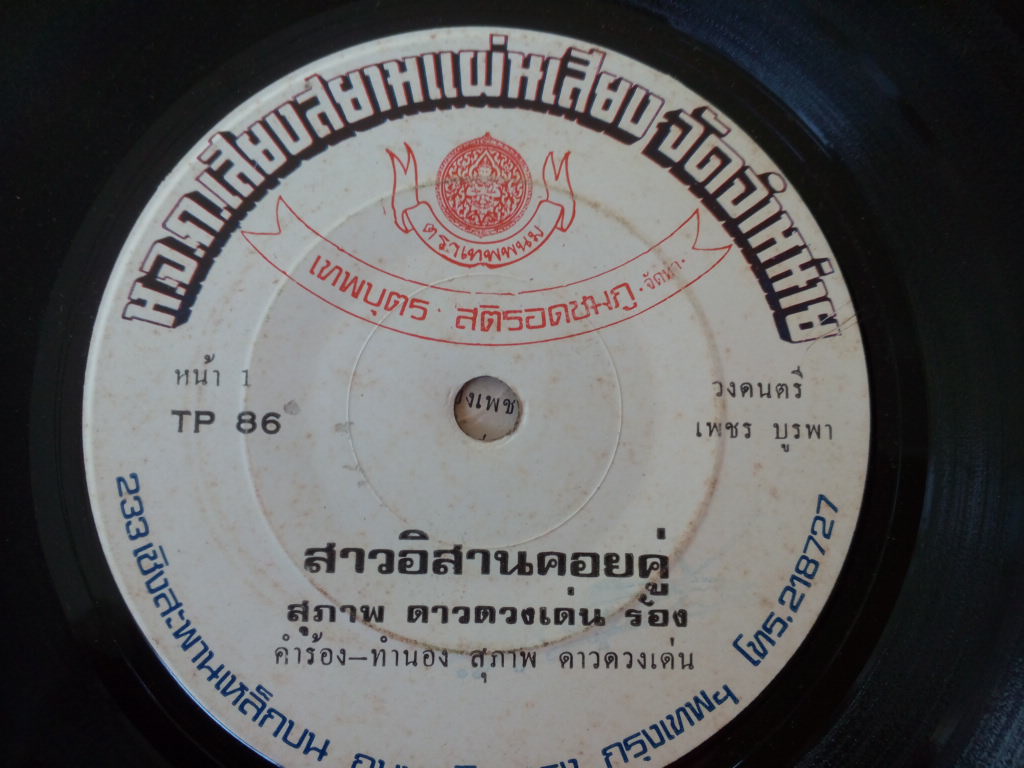 ห.จ.ก.เสียงสยามแผ่นเสียง จัดจำหน่าย
ตราเทพพนม
เทพบุตร สติรอดชมภู จัดทำ
หน้า 1
TP 86
วงดนตรี
เพชร บูรพา
วงเพช
สาวอิสานคอยคู่
สุภาพ ดาวดวงเด่น ร้อง
คำร้อง–ทำนอง สุภาพ ดาวดวงเด่น
233 เชิงสะพานเหล็กบน กรุงเทพฯ โทร.218727